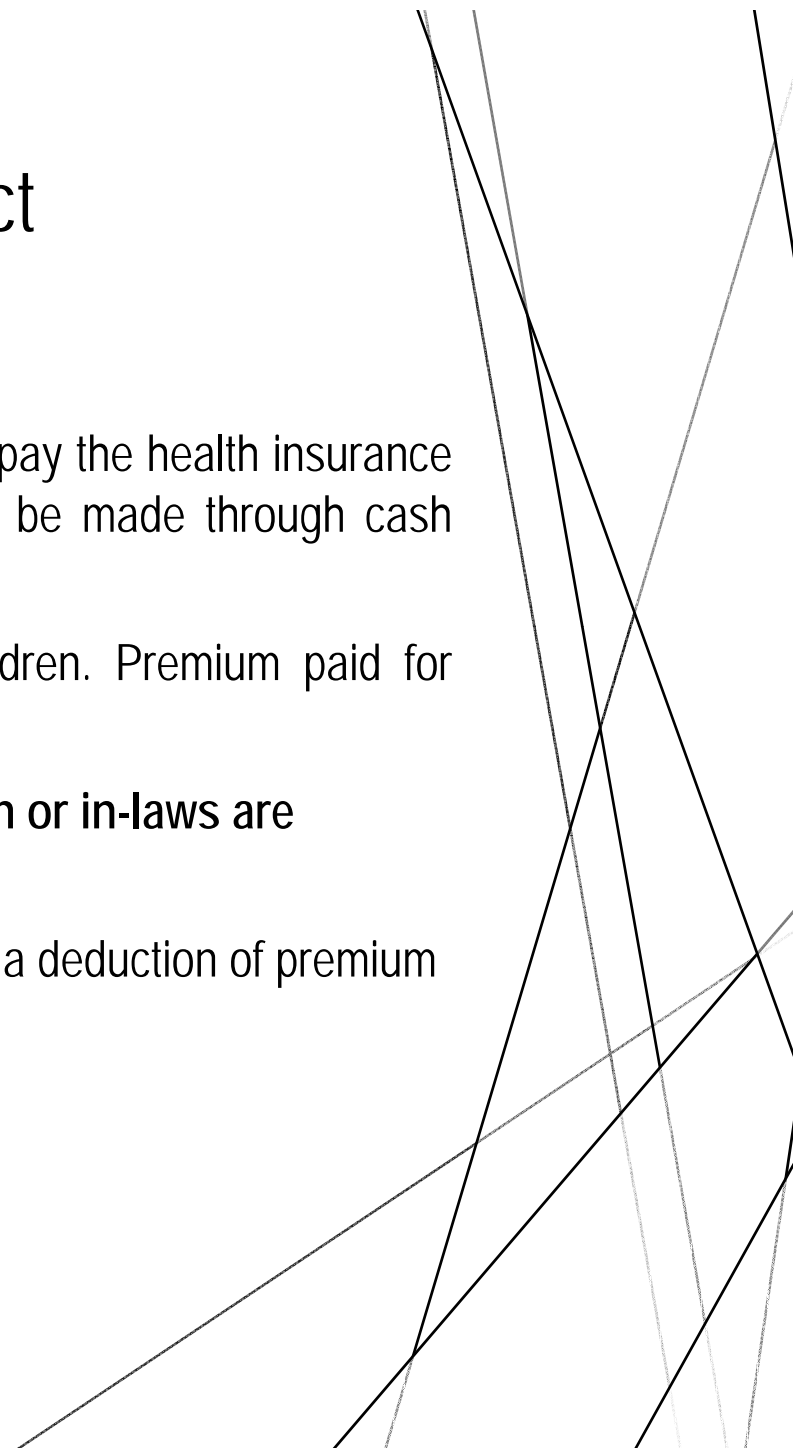 ct
pay the health insurance
be made through cash
dren. Premium paid for
n or in-laws are
a deduction of premium